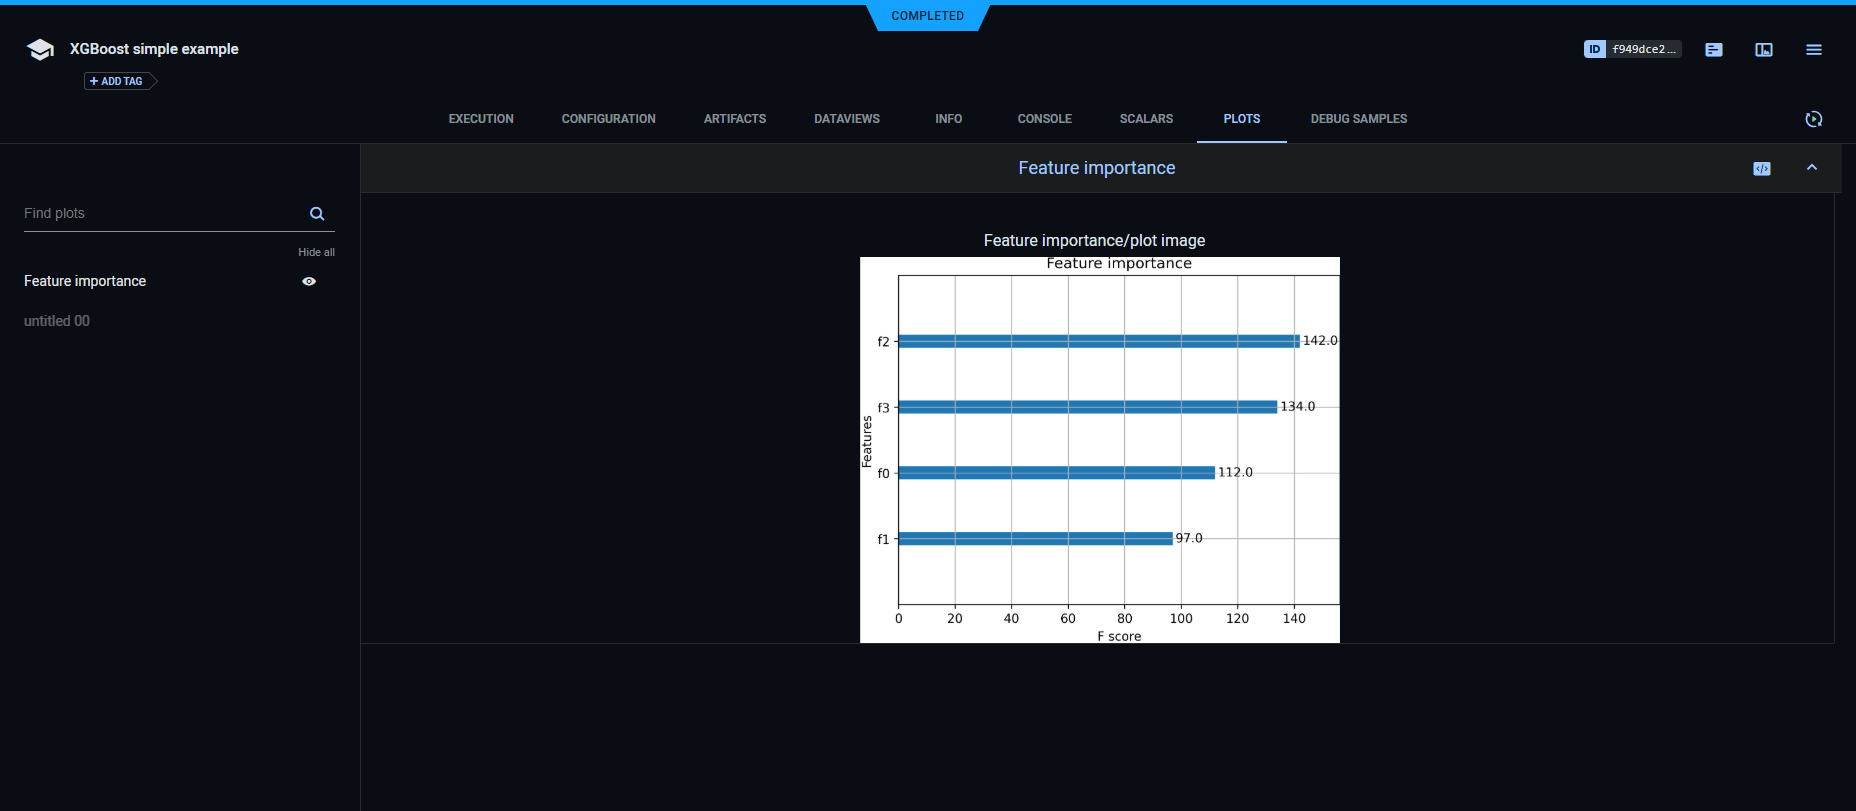 COMPLETED
XGBoost simple example
ID f949dce2...
+ ADD TAG
EXECUTION CONFIGURATION ARTIFACTS DATAVIEWS INFO CONSOLE SCALARS PLOTS DEBUG SAMPLES
Feature importance
Find plots
Hide all
Feature importance
untitled 00
Feature importance/plot image
Feature importance
f2 142.0
f3 134.0
Features
f0 112.0
f1 97.0
0 20 40 60 80 100 120 140
F score